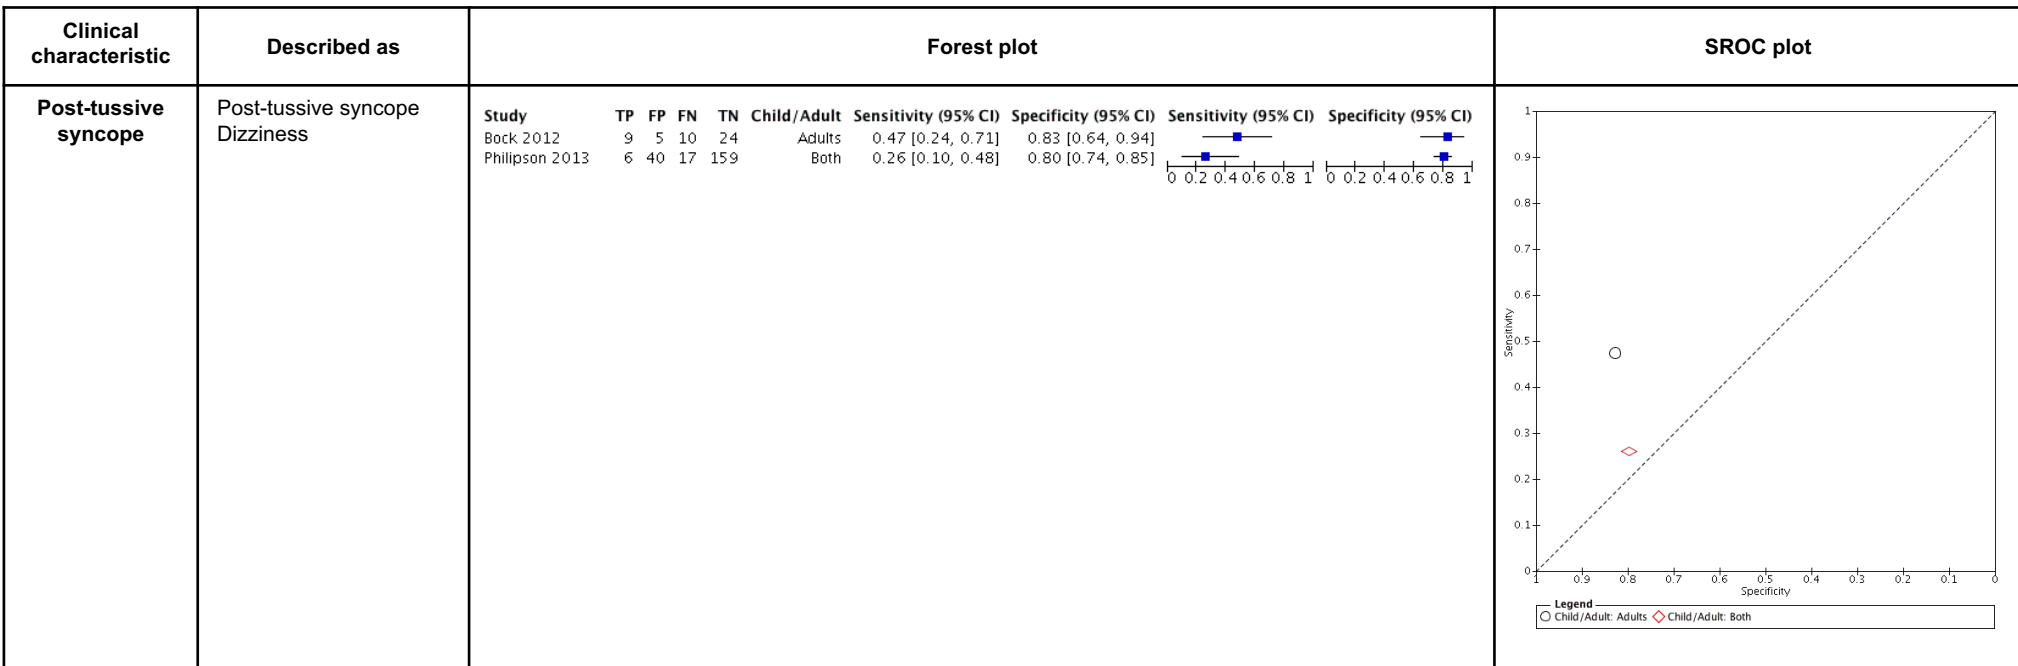 Clinical characteristic
Described as
Forest plot
SROC plot
Post-tussive syncope
Post-tussive syncope
Dizziness
Study TP FP FN TN Child/Adult Sensitivity (95% CI) Specificity (95% CI) Sensitivity (95% CI) Specificity (95% CI)
Bock 2012 9 5 10 24 Adults 0.47 [0.24, 0.71] 0.83 [0.64, 0.94]
Philipson 2013 6 40 17 159 Both 0.26 [0.10, 0.48] 0.80 [0.74, 0.85]
0 0.2 0.4 0.6 0.8 1 0 0.2 0.4 0.6 0.8 1
1
0.9
0.8
0.7
0.6
0.5
0.4
0.3
0.2
0.1
0
Sensitivity
1 0.9 0.8 0.7 0.6 0.5 0.4 0.3 0.2 0.1 0
Specificity
Legend
Child/Adult: Adults Child/Adult: Both